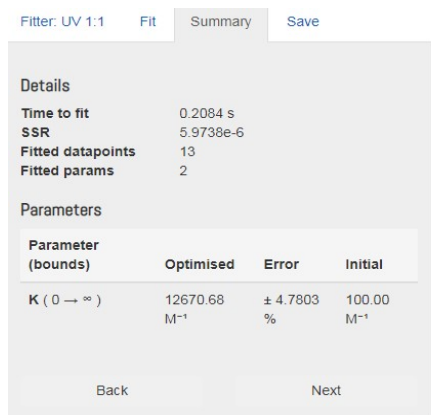 Fitter: UV 1:1 Fit Summary Save
Details
Time to fit 0.2084 s
SSR 5.9738e-6
Fitted datapoints 13
Fitted params 2
Parameters
Parameter
(bounds) Optimised Error Initial
K ( 0 → ∞ ) 12670.68 ± 4.7803 100.00
M⁻¹ % M⁻¹
Back Next